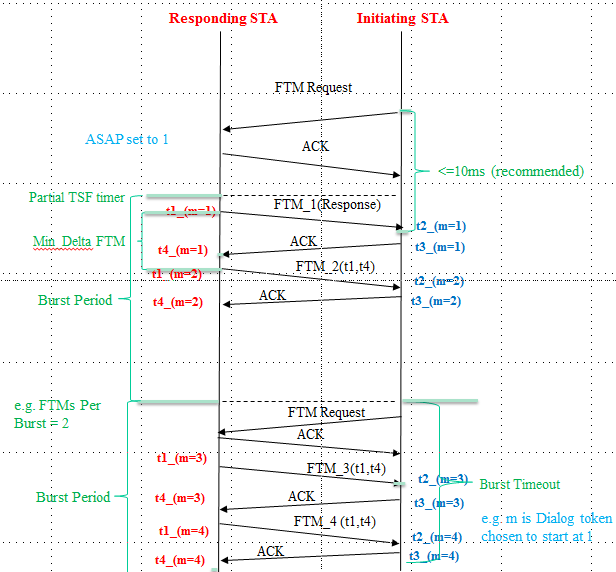 Responding STA
Initiating STA
FTM Request
ASAP set to 1
ACK
<=10ms (recommended)
Partial TSF timer
t1_(m=1)
FTM_1(Response)
t2_(m=1)
Min_Delta FTM
t4_(m=1)
ACK
t3_(m=1)
t1_(m=2)
FTM_2(t1,t4)
t2_(m=2)
Burst Period
t4_(m=2)
ACK
t3_(m=2)
e.g. FTMs Per
Burst = 2
FTM Request
ACK
t1_(m=3)
FTM_3(t1,t4)
t2_(m=3)
Burst Timeout
Burst Period
t4_(m=3)
ACK
t3_(m=3)
e.g: m is Dialog token
chosen to start at 1
t1_(m=4)
FTM_4 (t1,t4)
t2_(m=4)
t4_(m=4)
ACK
t3_(m=4)